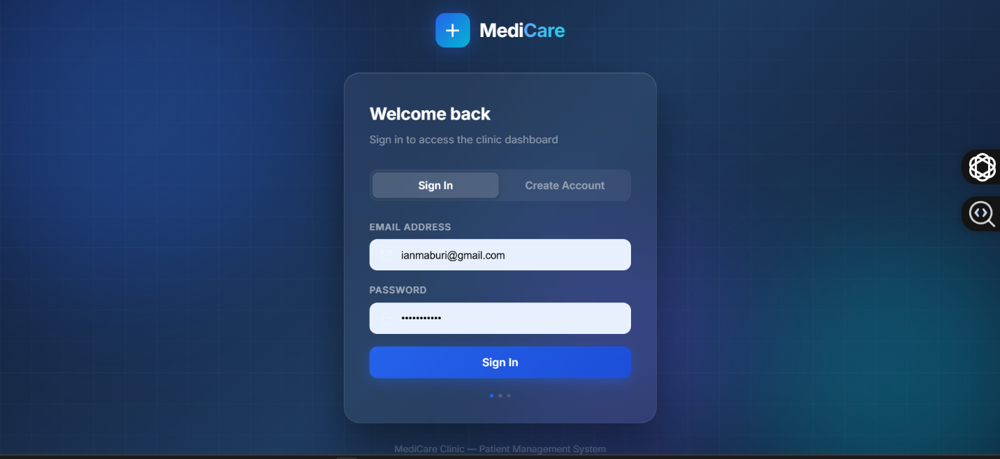 MediCare
Welcome back
Sign in to access the clinic dashboard
Sign In Create Account
EMAIL ADDRESS
ianmaburi@gmail.com
PASSWORD
•••••••••••
Sign In
MediCare Clinic — Patient Management System